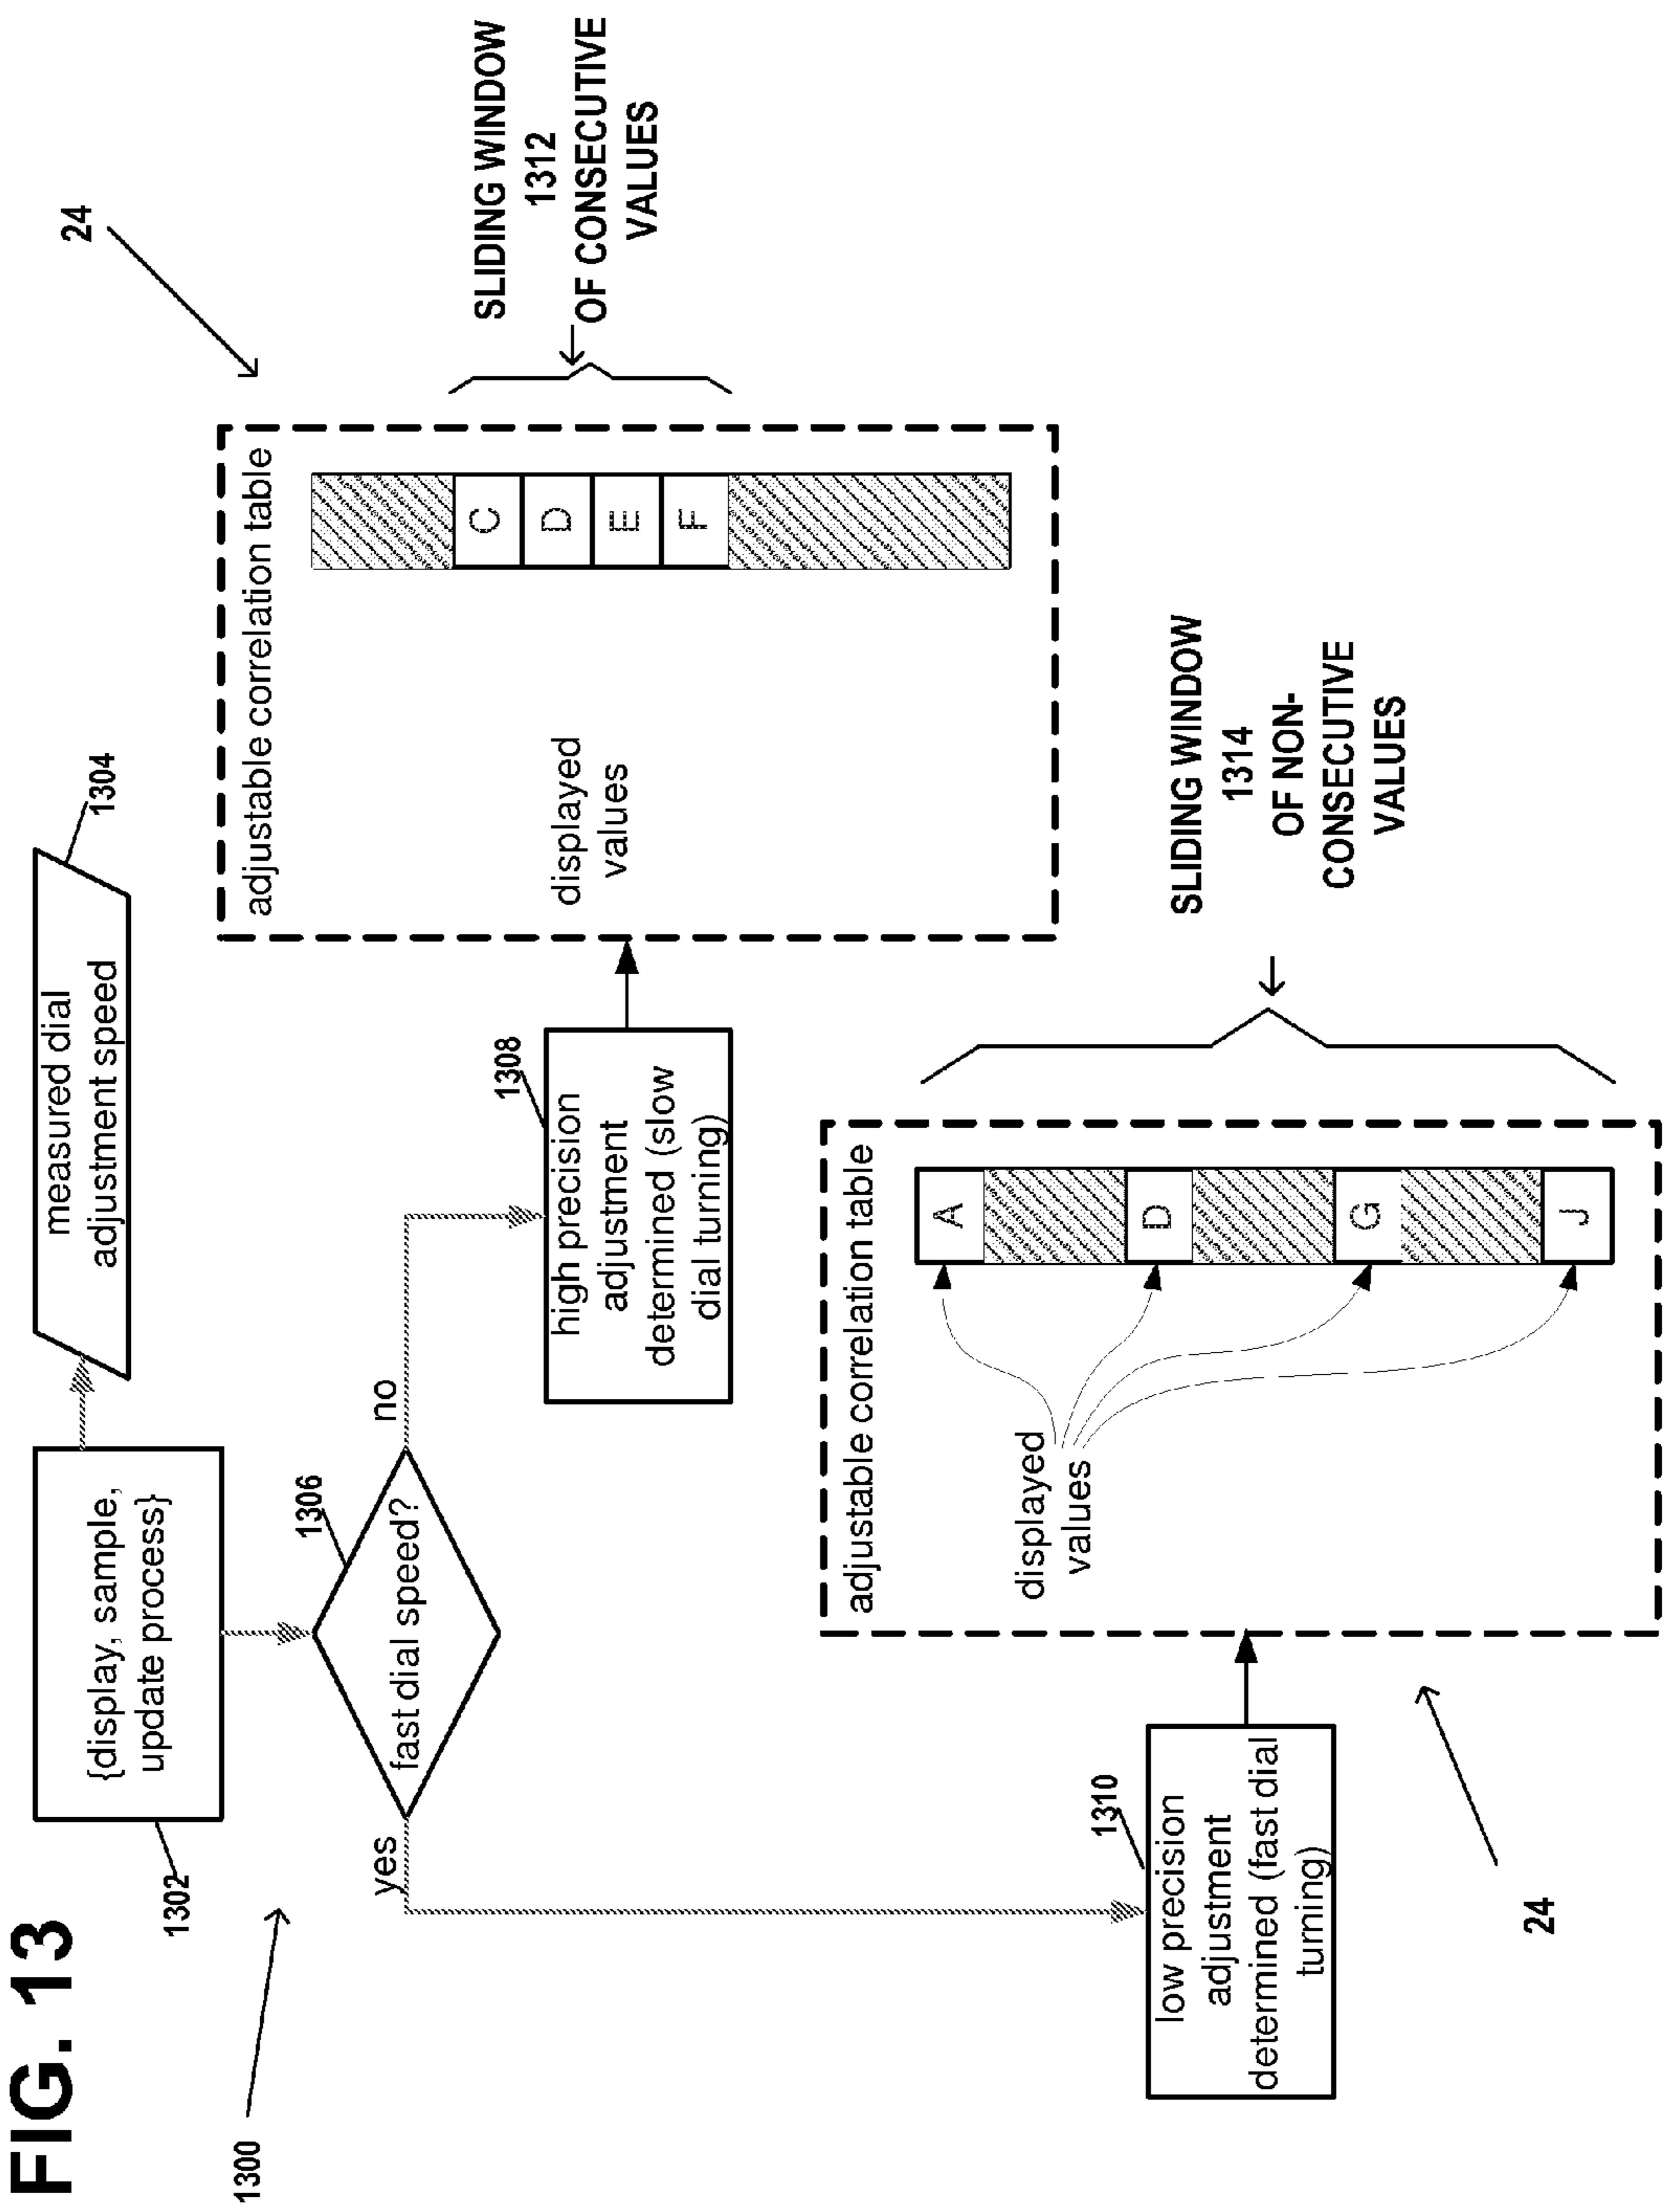 FIG. 13
1300
1302
{display, sample,
update process}
measured dial
adjustment speed
1304
1306
fast dial speed?
yes
no
1308
high precision
adjustment
determined (slow
dial turning)
24
adjustable correlation table
displayed
values
C
D
E
F
SLIDING WINDOW
1312
OF CONSECUTIVE
VALUES
1310
low precision
adjustment
determined (fast dial
turning)
24
adjustable correlation table
displayed
values
A
D
G
J
SLIDING WINDOW
1314
OF NON-
CONSECUTIVE
VALUES